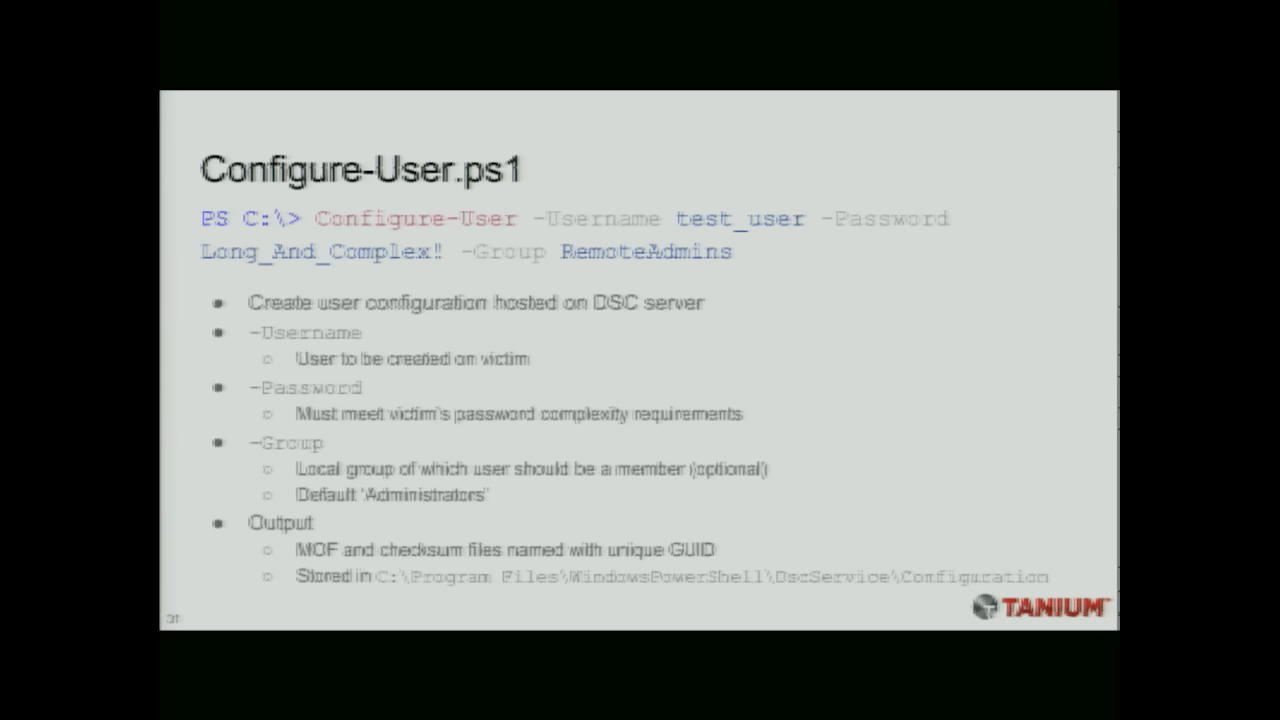 Configure-User.ps1
PS C:\> Configure-User -Username test_user -Password
Long_And_Complex! -Group RemoteAdmins
Create user configuration hosted on DSC server
-Username
User to be created on victim
-Password
Must meet victim's password complexity requirements
-Group
Local group of which user should be a member (optional)
Default "Administrators"
Output
MOF and checksum files named with unique GUID
Stored in C:\Program Files\WindowsPowerShell\DscService\Configuration
TANIUM